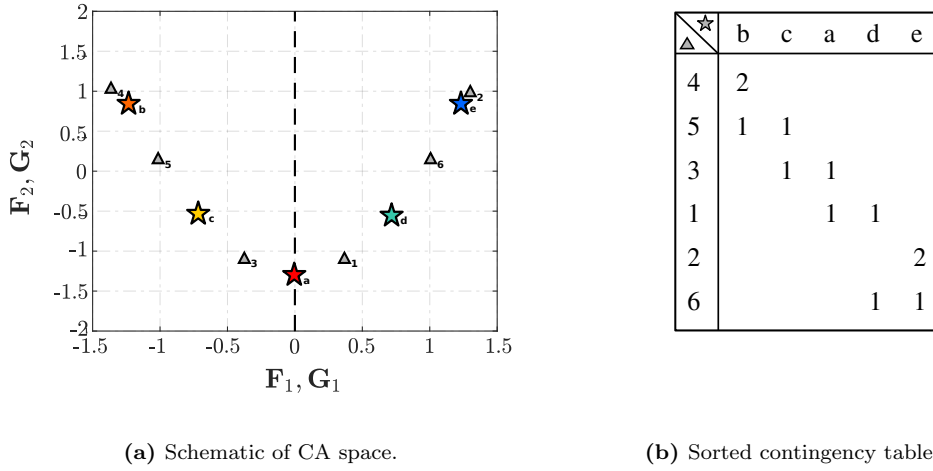 2
1.5
1
0.5
0
-0.5
-1
-1.5
-2
F₂, G₂
4
b
5
c
3
a
1
d
6
2
e
-1.5 -1 -0.5 0 0.5 1 1.5
F₁, G₁
(a) Schematic of CA space.
b c a d e
4 2
5 1 1
3 1 1
1 1 1
2 2
6 1 1
(b) Sorted contingency table